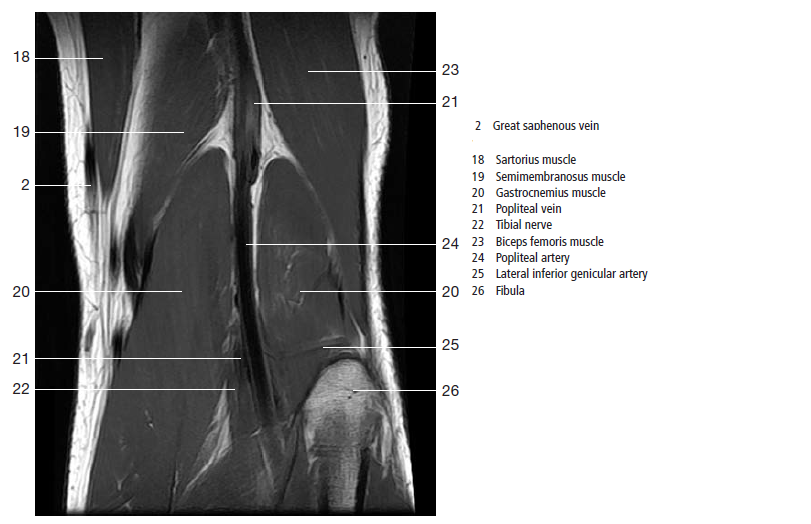 18
23
21
2 Great saphenous vein
19
18 Sartorius muscle
19 Semimembranosus muscle
2
20 Gastrocnemius muscle
21 Popliteal vein
22 Tibial nerve
24
23 Biceps femoris muscle
24 Popliteal artery
25 Lateral inferior genicular artery
20
20
26 Fibula
25
21
22
26